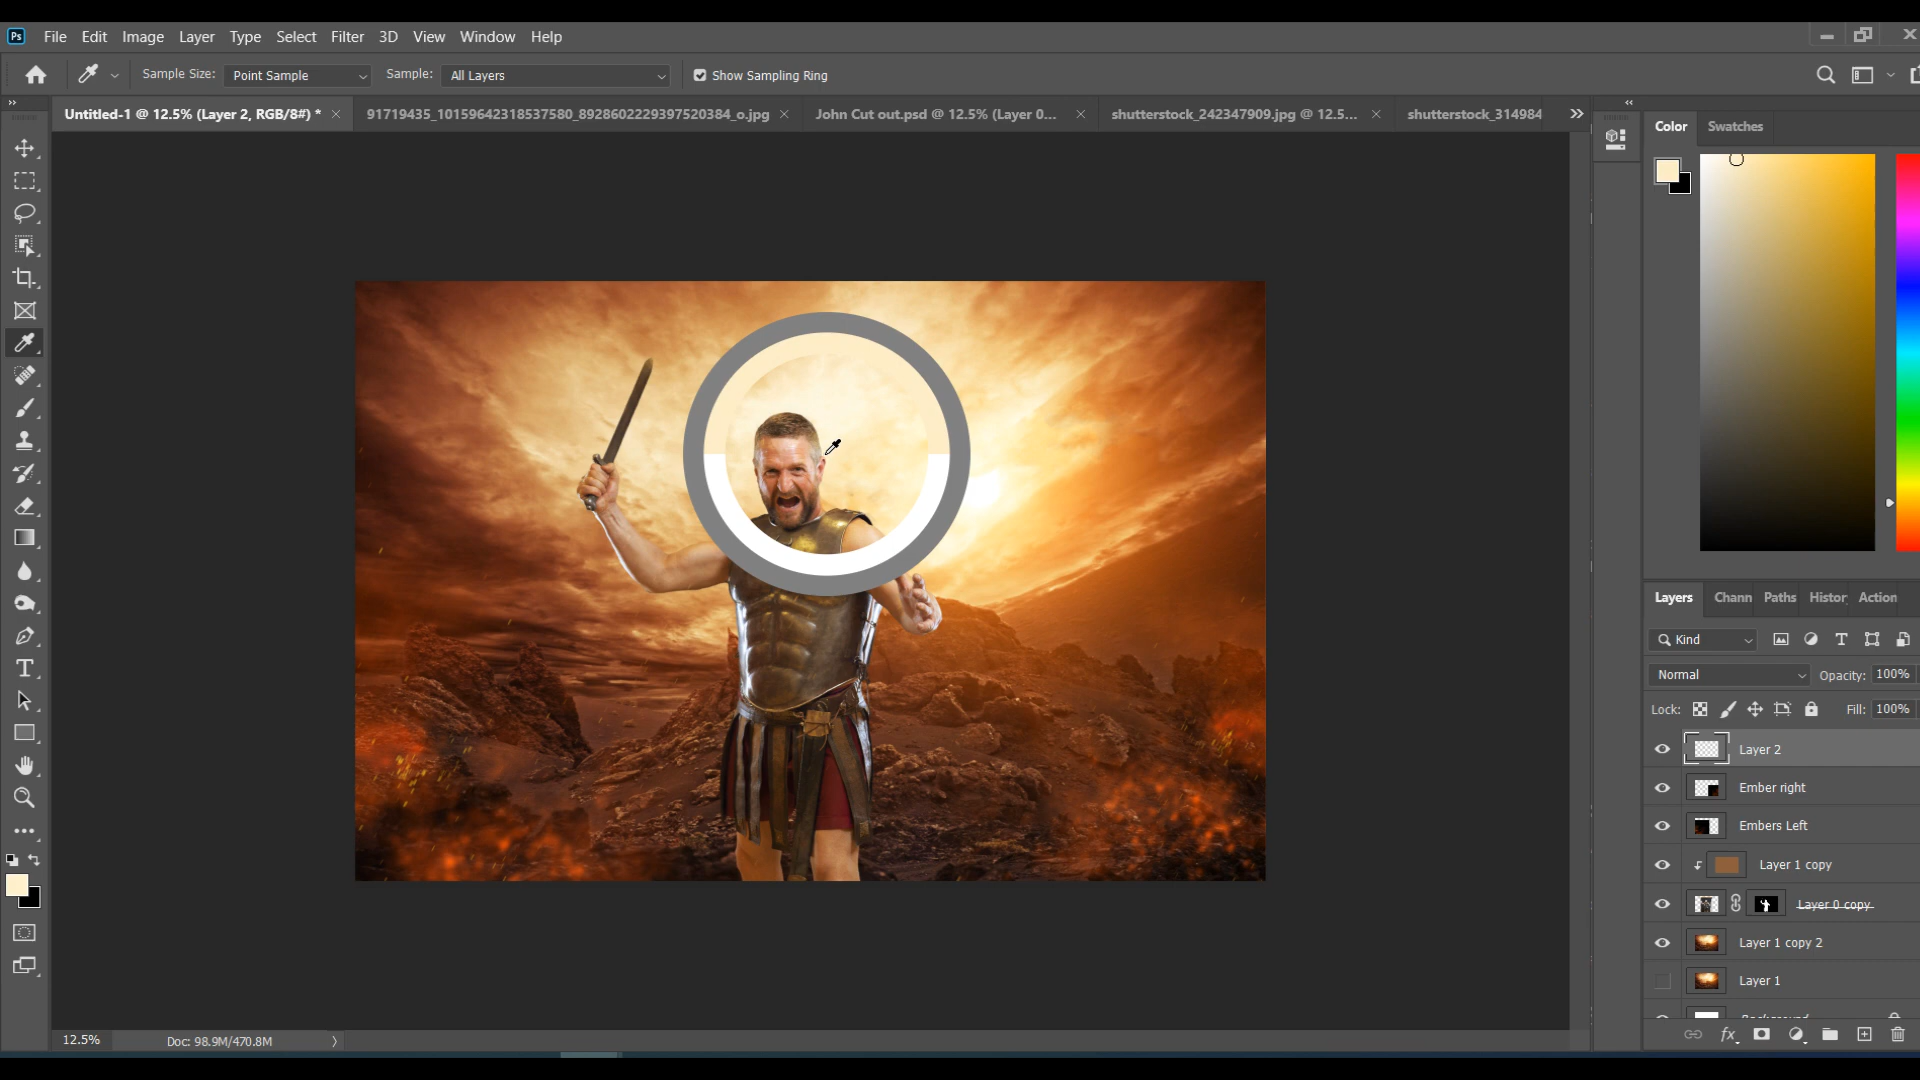 Ps File Edit Image Layer Type Select Filter 3D View Window Help
Sample Size: Point Sample Sample: All Layers Show Sampling Ring
Untitled-1 @ 12.5% (Layer 2, RGB/8#) * 91719435_10159642318537580_8928602229397520384_o.jpg John Cut out.psd @ 12.5% (Layer 0... shutterstock_242347909.jpg @ 12.5... shutterstock_314984
Color Swatches
Layers Chann Paths Histor Action
Kind
Normal Opacity: 100%
Lock: Fill: 100%
Layer 2
Ember right
Embers Left
Layer 1 copy
Layer 0 copy
Layer 1 copy 2
Layer 1
Background
fx
12.5% Doc: 98.9M/470.8M